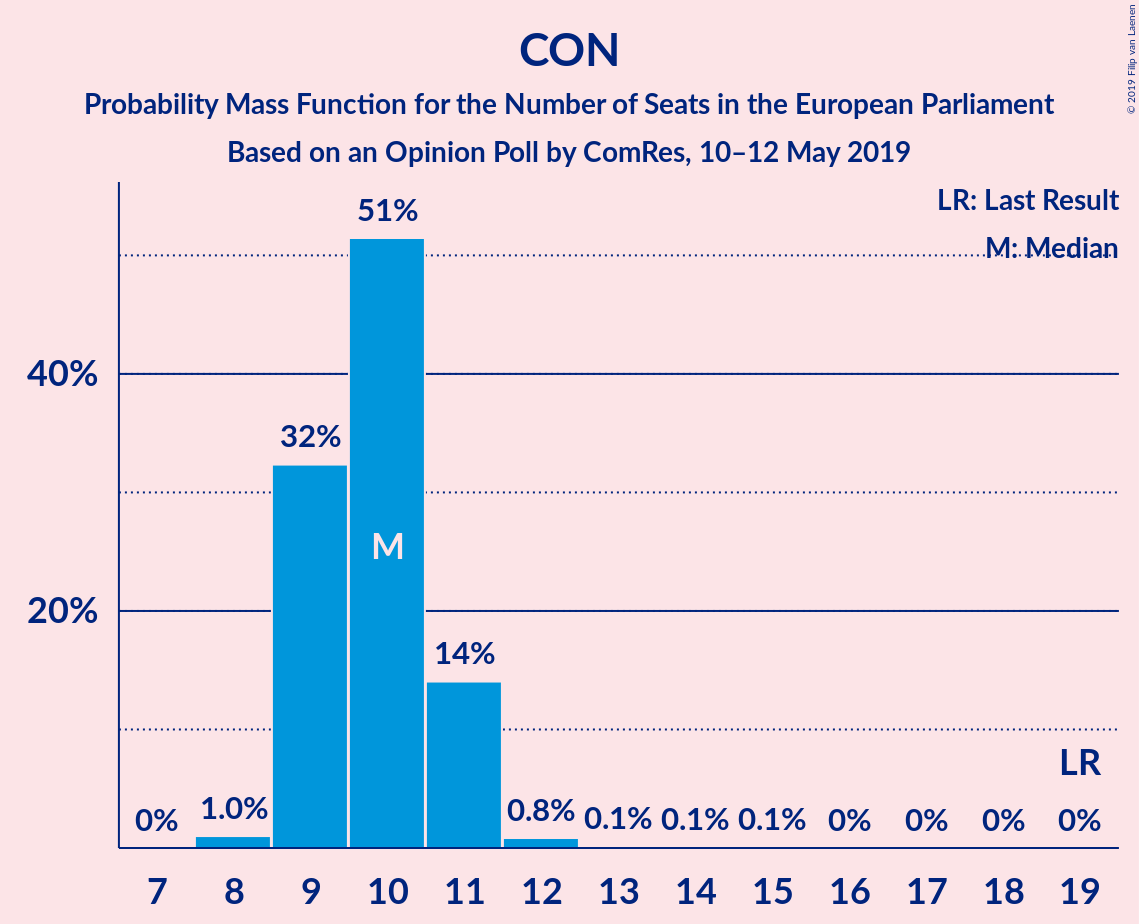 CON
Probability Mass Function for the Number of Seats in the European Parliament
Based on an Opinion Poll by ComRes, 10–12 May 2019
© 2019 Filip van Laenen
LR: Last Result
M: Median
40%
20%
0%
1.0%
32%
51%
14%
0.8%
0.1%
0.1%
0.1%
0%
0%
0%
0%
M
LR
7 8 9 10 11 12 13 14 15 16 17 18 19